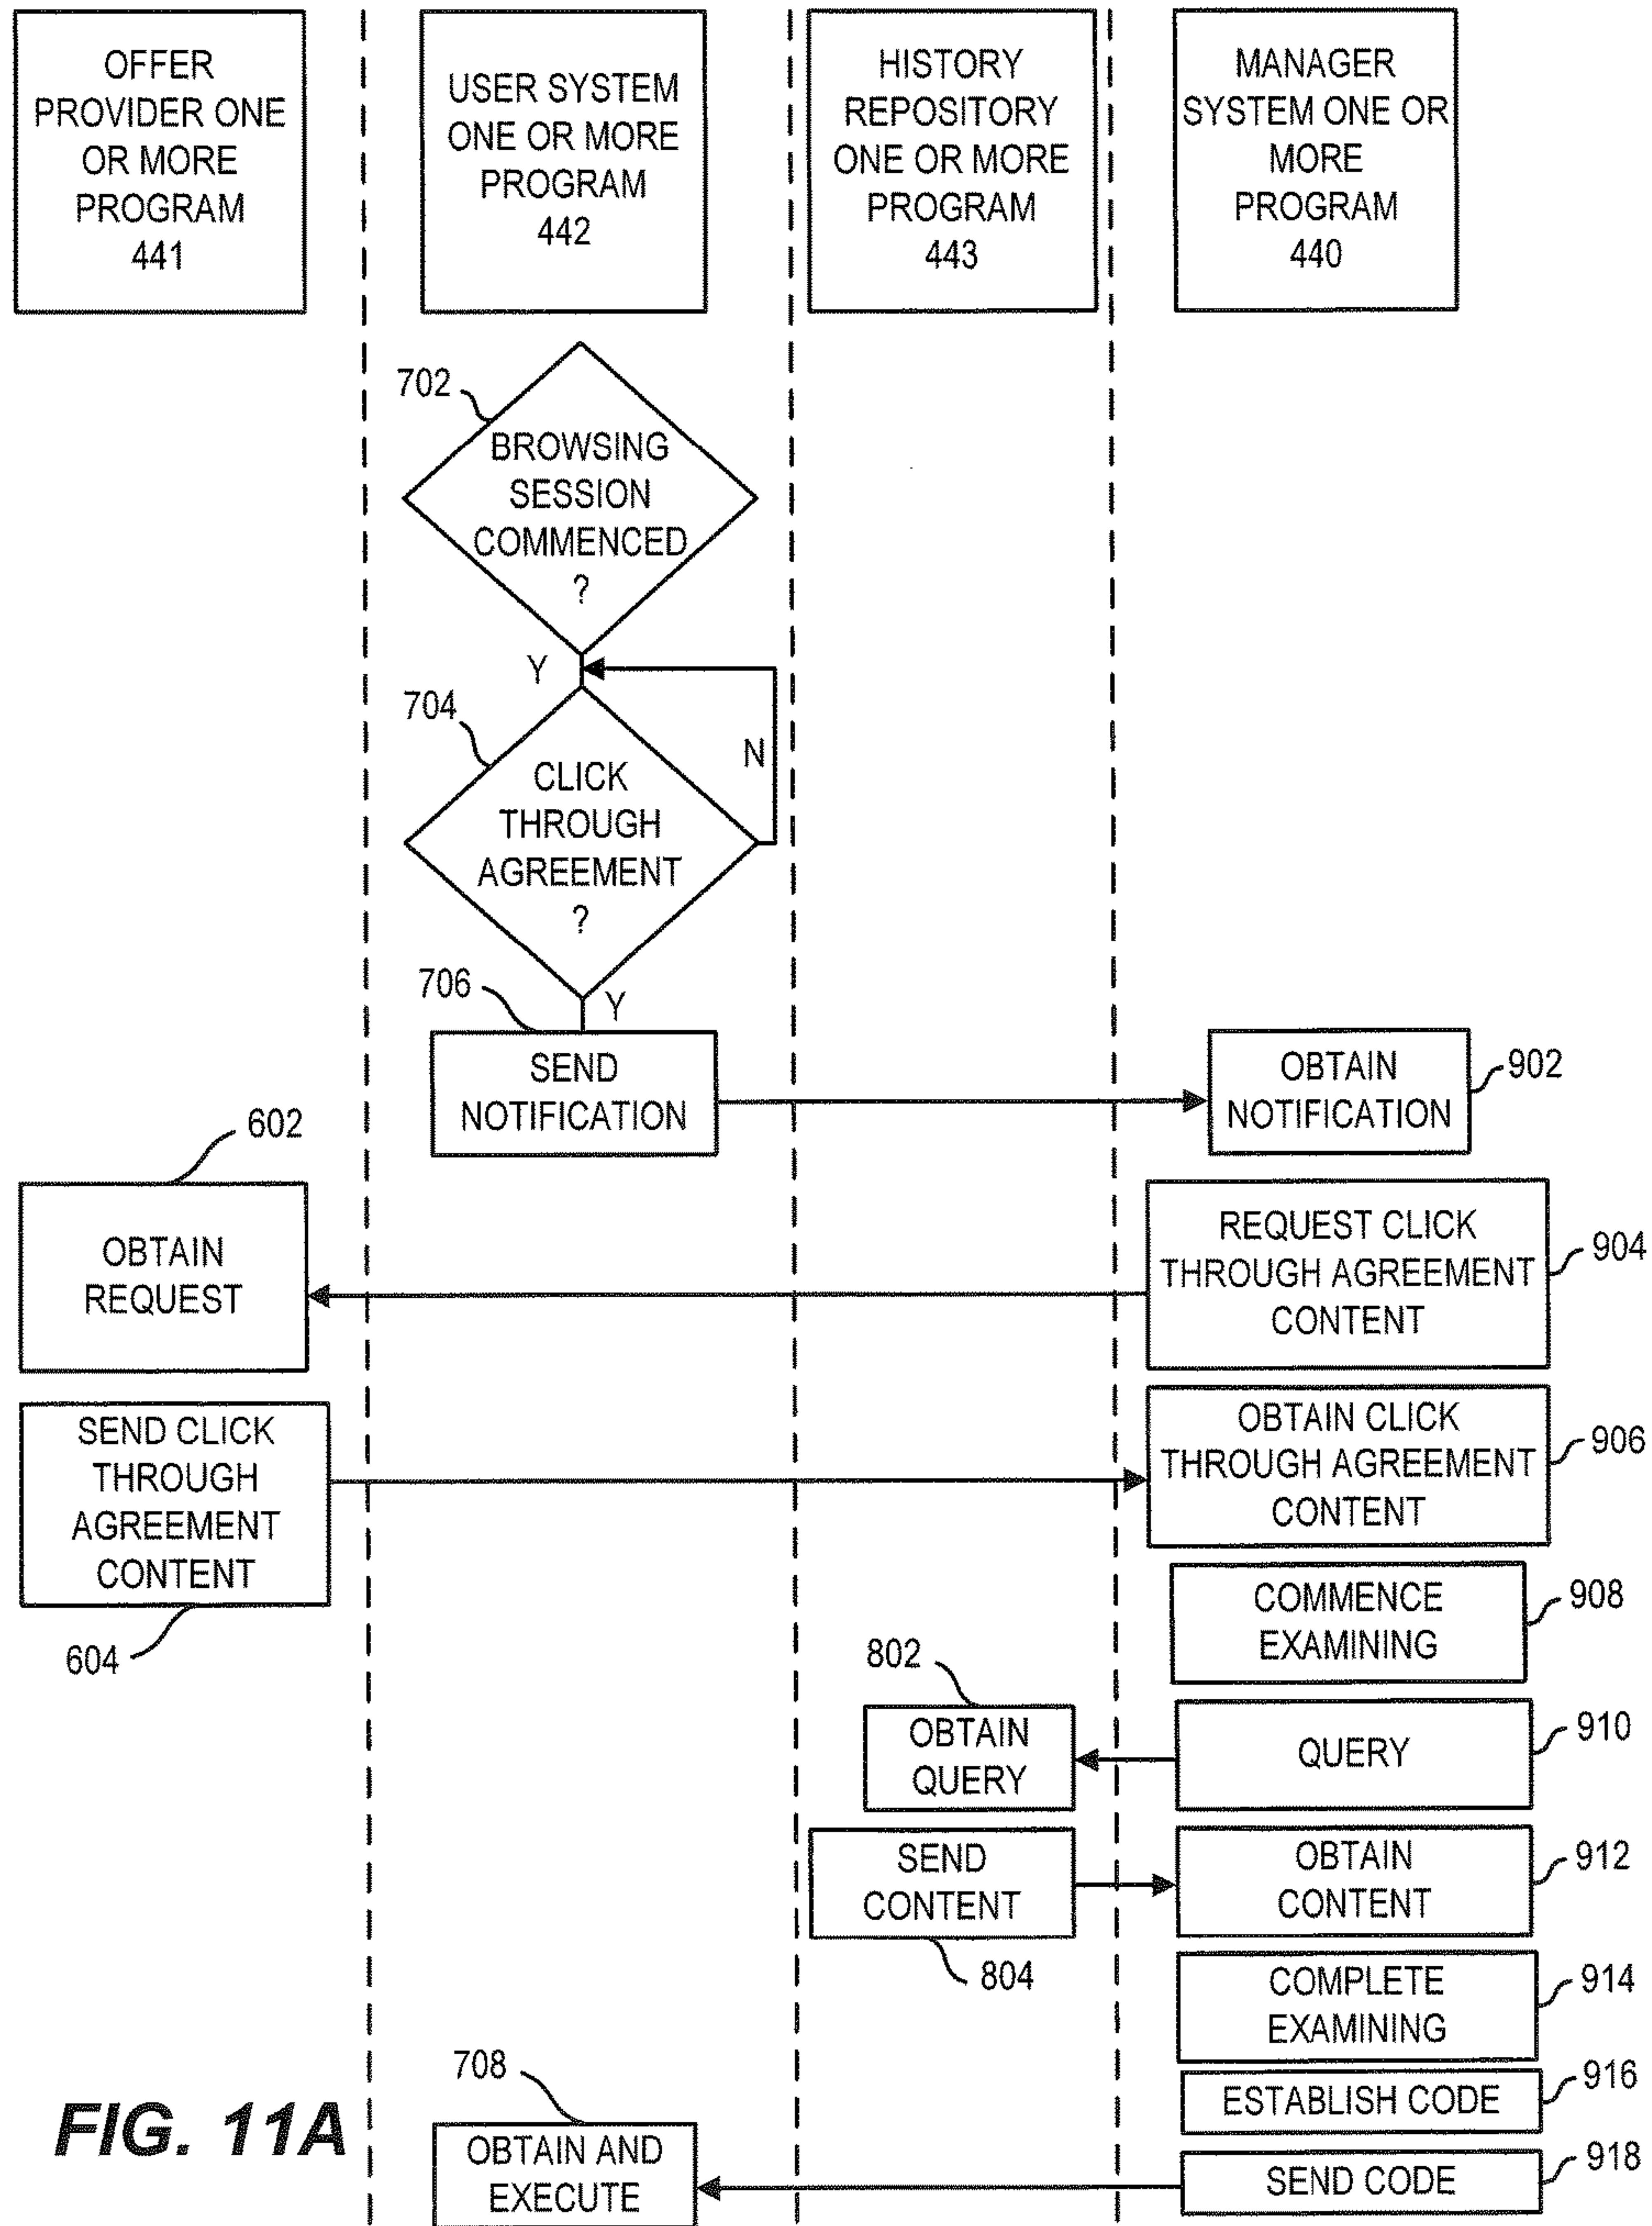 OFFER
PROVIDER ONE
OR MORE
PROGRAM
441
USER SYSTEM
ONE OR MORE
PROGRAM
442
HISTORY
REPOSITORY
ONE OR MORE
PROGRAM
443
MANAGER
SYSTEM ONE OR
MORE
PROGRAM
440
702
BROWSING
SESSION
COMMENCED
?
Y
704
N
CLICK
THROUGH
AGREEMENT
?
706
Y
SEND
NOTIFICATION
OBTAIN
NOTIFICATION
902
602
OBTAIN
REQUEST
REQUEST CLICK
THROUGH AGREEMENT
CONTENT
904
SEND CLICK
THROUGH
AGREEMENT
CONTENT
604
OBTAIN CLICK
THROUGH AGREEMENT
CONTENT
906
COMMENCE
EXAMINING
908
802
OBTAIN
QUERY
QUERY
910
SEND
CONTENT
804
OBTAIN
CONTENT
912
COMPLETE
EXAMINING
914
ESTABLISH CODE
916
708
OBTAIN AND
EXECUTE
SEND CODE
918
FIG. 11A